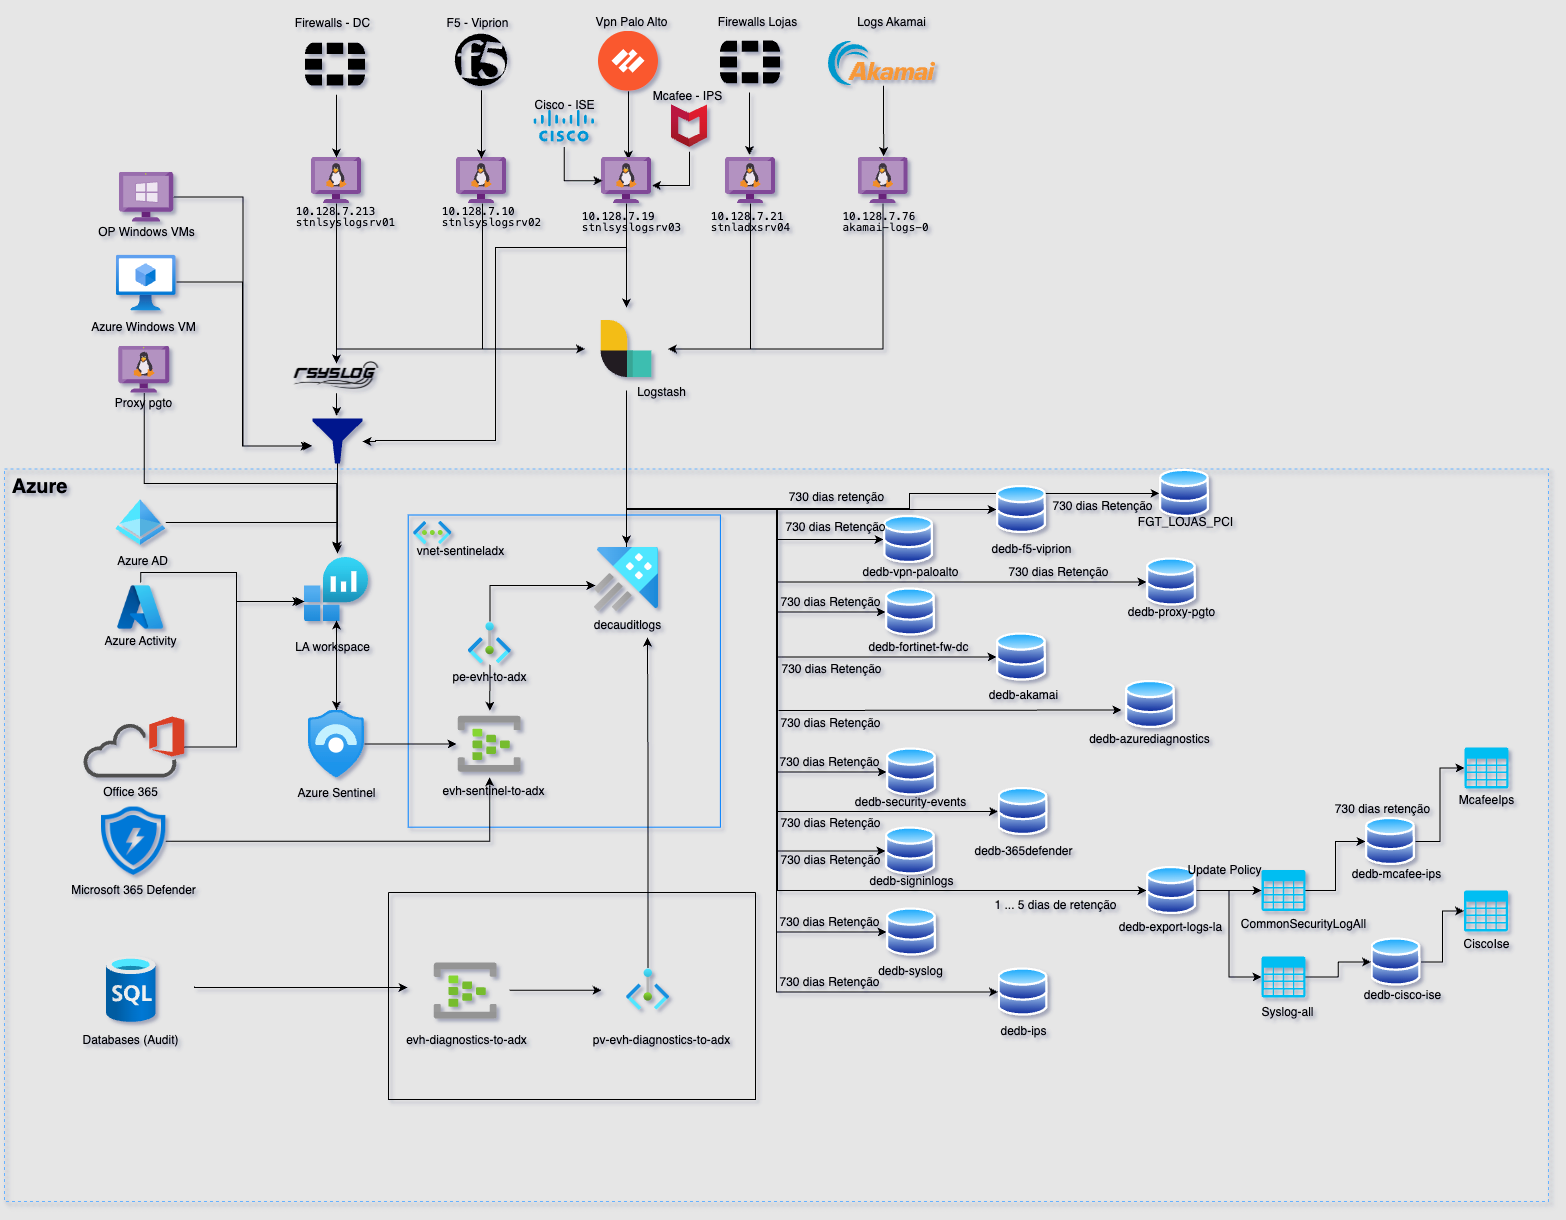 Firewalls - DC
F5 - Viprion
Vpn Palo Alto
Firewalls Lojas
Logs Akamai
f5
Akamai
Cisco - ISE
CISCO
Mcafee - IPS
10.128.7.213
stnlsyslogsrv01
10.128.7.10
stnlsyslogsrv02
10.128.7.19
stnlsyslogsrv03
10.128.7.21
stnladxsrv04
10.128.7.76
akamai-logs-0
OP Windows VMs
Azure Windows VM
Proxy pgto
RSYSLOG
Logstash
Azure
Azure AD
Azure Activity
LA workspace
Office 365
Azure Sentinel
Microsoft 365 Defender
vnet-sentineladx
decauditlogs
pe-evh-to-adx
evh-sentinel-to-adx
SQL
Databases (Audit)
evh-diagnostics-to-adx
pv-evh-diagnostics-to-adx
730 dias retenção
730 dias Retenção
FGT_LOJAS_PCI
dedb-f5-viprion
730 dias Retenção
dedb-vpn-paloalto
730 dias Retenção
dedb-proxy-pgto
730 dias Retenção
dedb-fortinet-fw-dc
730 dias Retenção
dedb-akamai
730 dias Retenção
dedb-azurediagnostics
730 dias Retenção
dedb-security-events
730 dias Retenção
dedb-365defender
730 dias Retenção
dedb-signinlogs
1 ... 5 dias de retenção
dedb-export-logs-la
Update Policy
CommonSecurityLogAll
730 dias retenção
dedb-mcafee-ips
McafeeIps
Syslog-all
dedb-cisco-ise
CiscoIse
730 dias Retenção
dedb-syslog
730 dias Retenção
dedb-ips